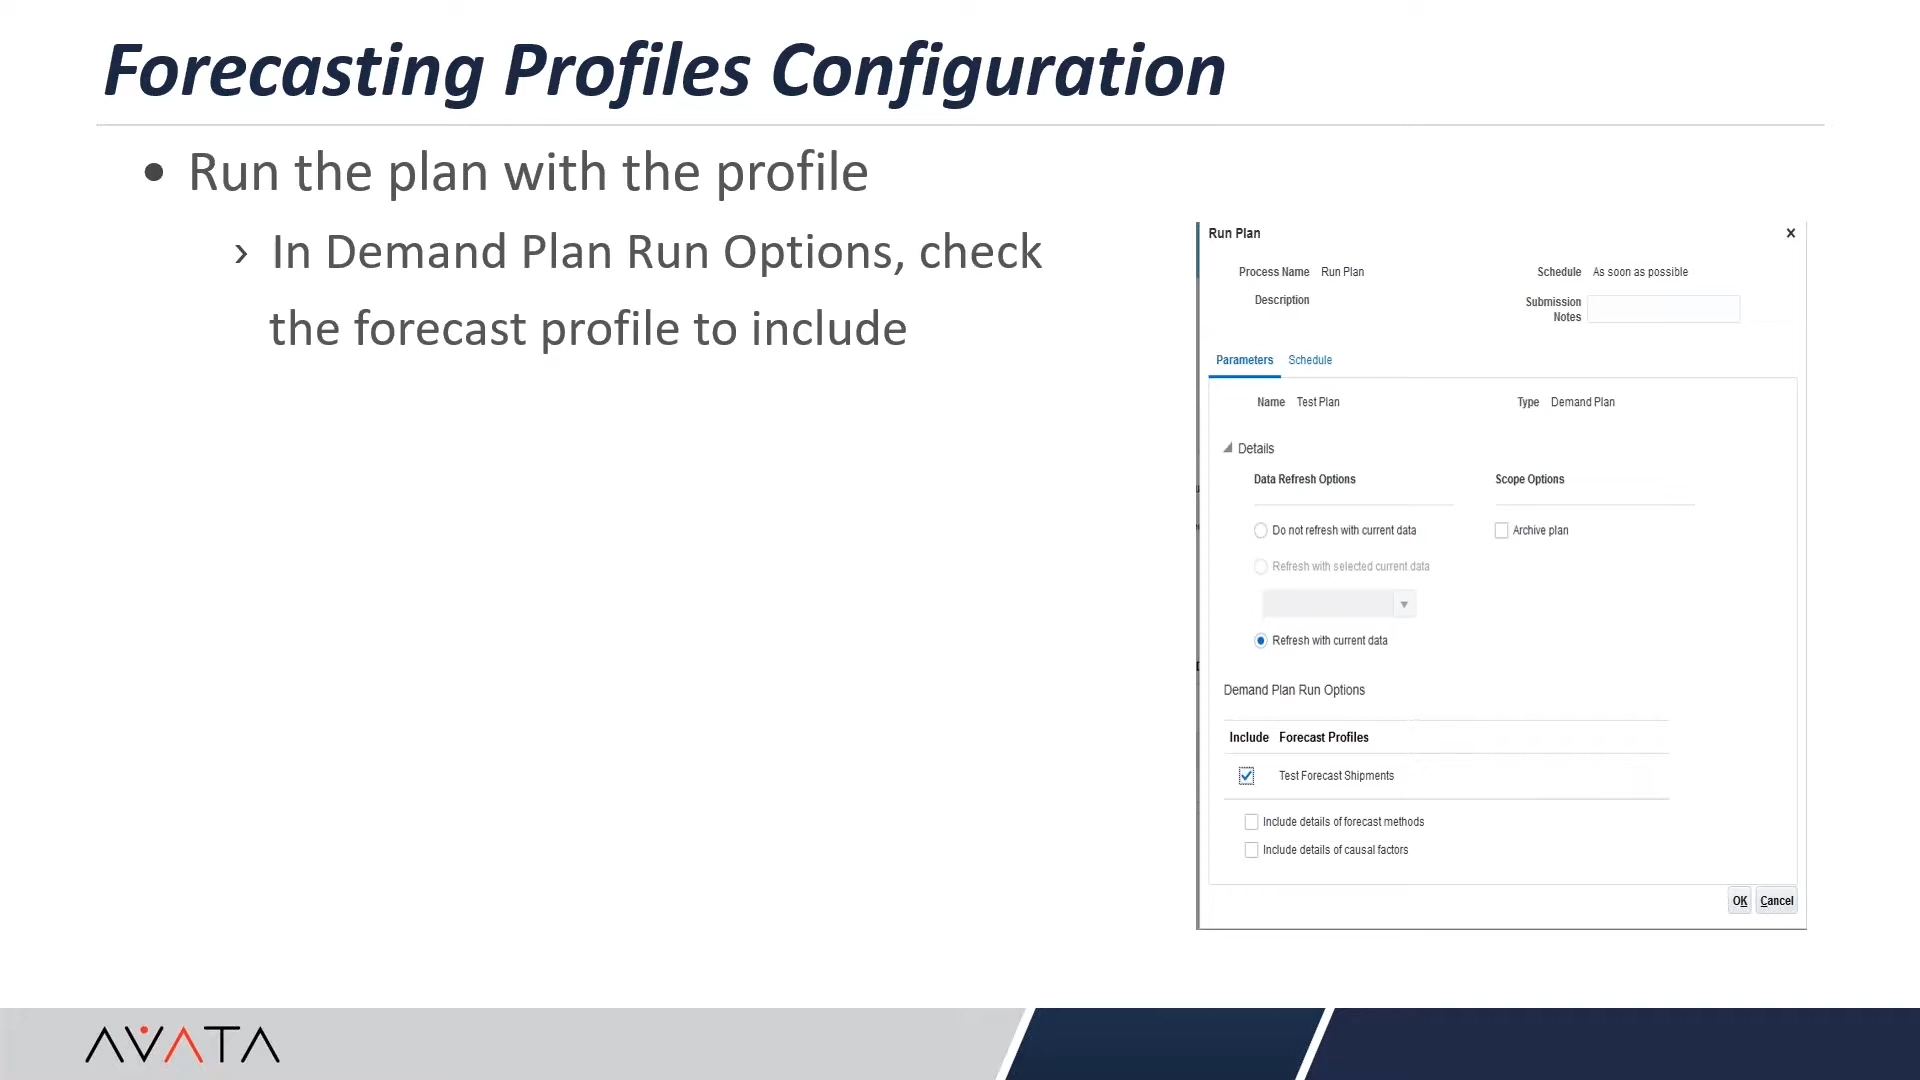 Forecasting Profiles Configuration
• Run the plan with the profile
› In Demand Plan Run Options, check
the forecast profile to include
Run Plan
Process Name Run Plan
Schedule As soon as possible
Description
Submission
Notes
Parameters Schedule
Name Test Plan
Type Demand Plan
Details
Data Refresh Options
Scope Options
Do not refresh with current data
Archive plan
Refresh with selected current data
Refresh with current data
Demand Plan Run Options
Include Forecast Profiles
Test Forecast Shipments
Include details of forecast methods
Include details of causal factors
OK Cancel
AVATA